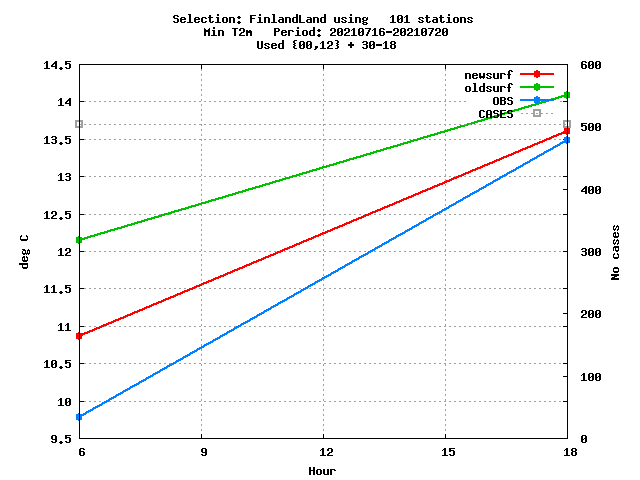 Selection: FinlandLand using   101 stations
Min T2m   Period: 20210716-20210720
Used {00,12} + 30-18
14.5
14
13.5
13
12.5
12
11.5
11
10.5
10
9.5
deg C
newsurf
oldsurf
OBS
CASES
600
500
400
300
200
100
0
No cases
6
9
12
15
18
Hour